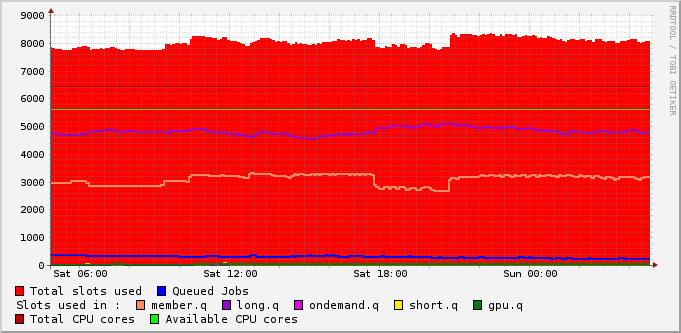 9000
8000
7000
6000
5000
4000
3000
2000
1000
0
Sat 06:00 Sat 12:00 Sat 18:00 Sun 00:00
RRDTOOL / TOBI OETIKER
Total slots used Queued Jobs
Slots used in : member.q long.q ondemand.q short.q gpu.q
Total CPU cores Available CPU cores